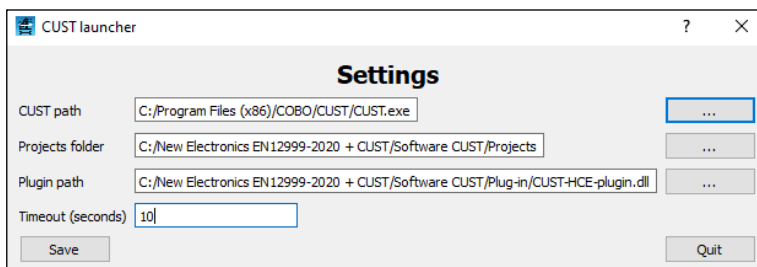 CUST launcher ? X
Settings
CUST path C:/Program Files (x86)/COBO/CUST/CUST.exe ...
Projects folder C:/New Electronics EN12999-2020 + CUST/Software CUST/Projects ...
Plugin path C:/New Electronics EN12999-2020 + CUST/Software CUST/Plug-in/CUST-HCE-plugin.dll ...
Timeout (seconds) 10
Save Quit